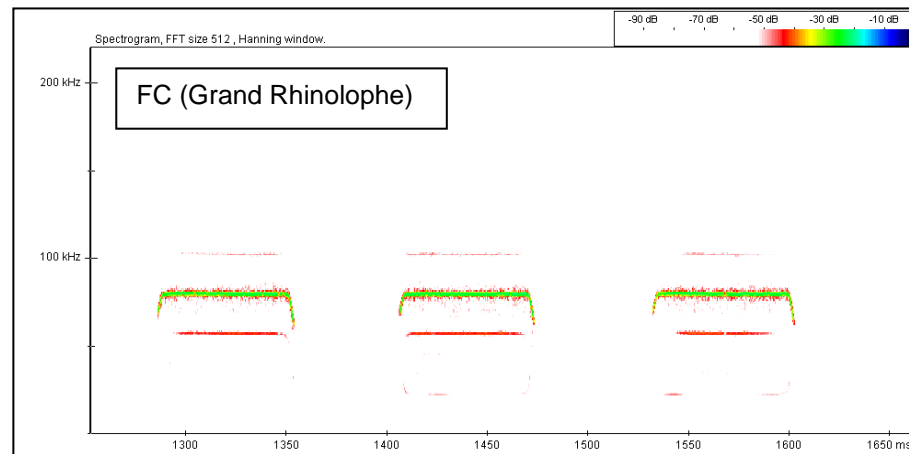 -90 dB -70 dB -50 dB -30 dB -10 dB
Spectrogram, FFT size 512 , Hanning window.
200 kHz
FC (Grand Rhinolophe)
100 kHz
1300 1350 1400 1450 1500 1550 1600 1650 ms